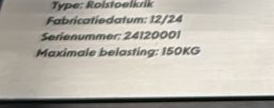 Type: Rolstoelkrik
Fabricatiedatum: 12/24
Serienummer: 24120001
Maximale belasting: 150KG